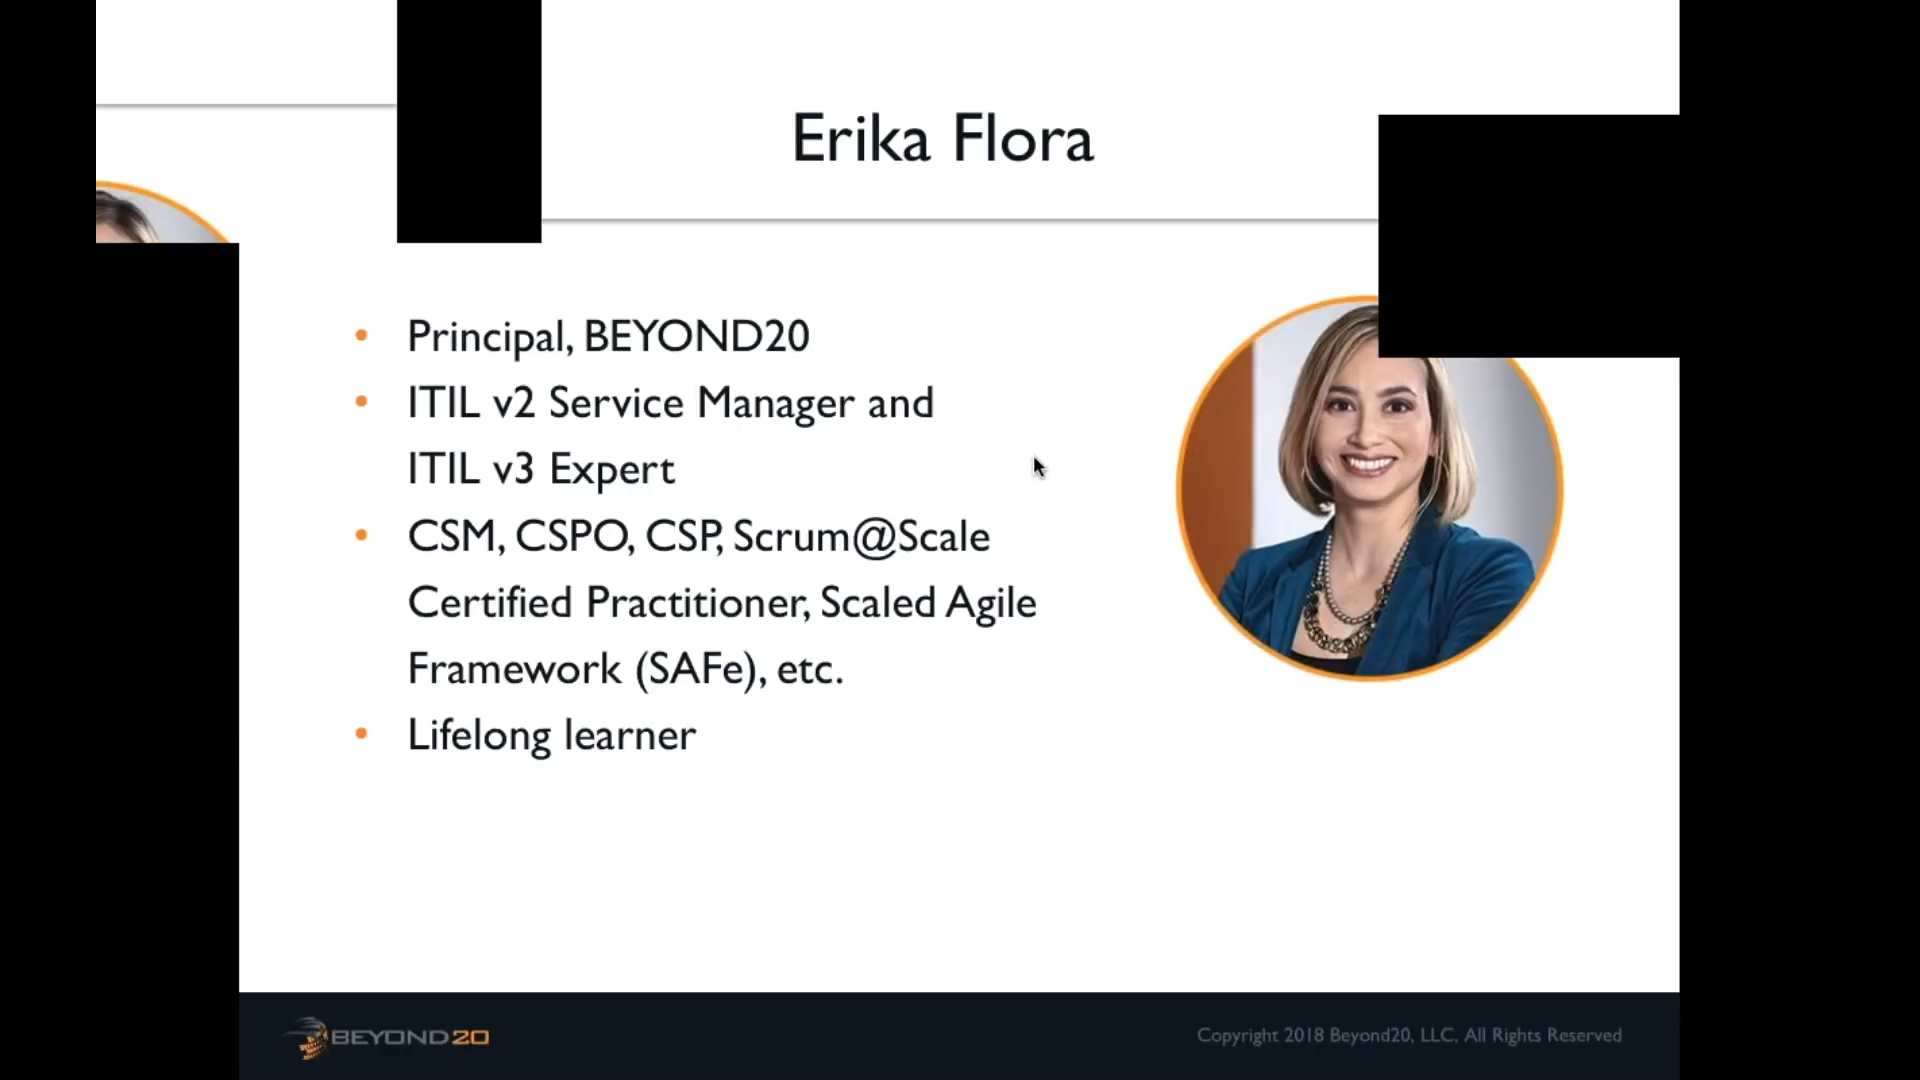 Erika Flora
• Principal, BEYOND20
• ITIL v2 Service Manager and
ITIL v3 Expert
• CSM, CSPO, CSP, Scrum@Scale
Certified Practitioner, Scaled Agile
Framework (SAFe), etc.
• Lifelong learner
BEYOND20
Copyright 2018 Beyond20, LLC, All Rights Reserved